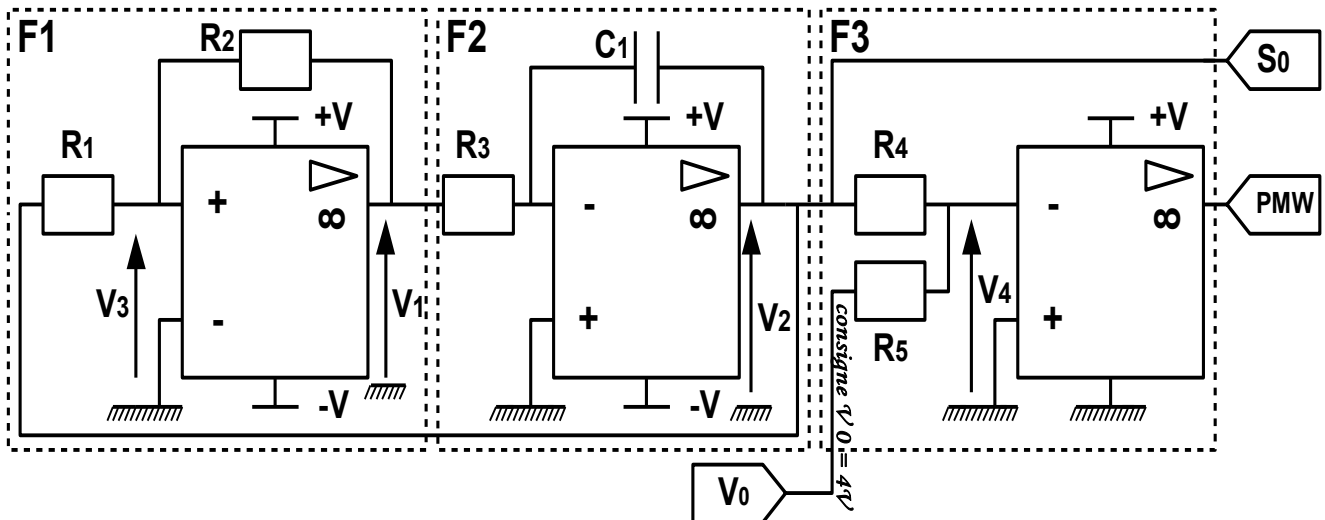 F1
R2
+V
R1
+
-
▷
∞
V3
V1
-V
F2
C1
+V
R3
-
+
▷
∞
V2
-V
F3
S0
+V
R4
-
+
▷
∞
PMW
R5
V4
consigne V0 = 4V
V0